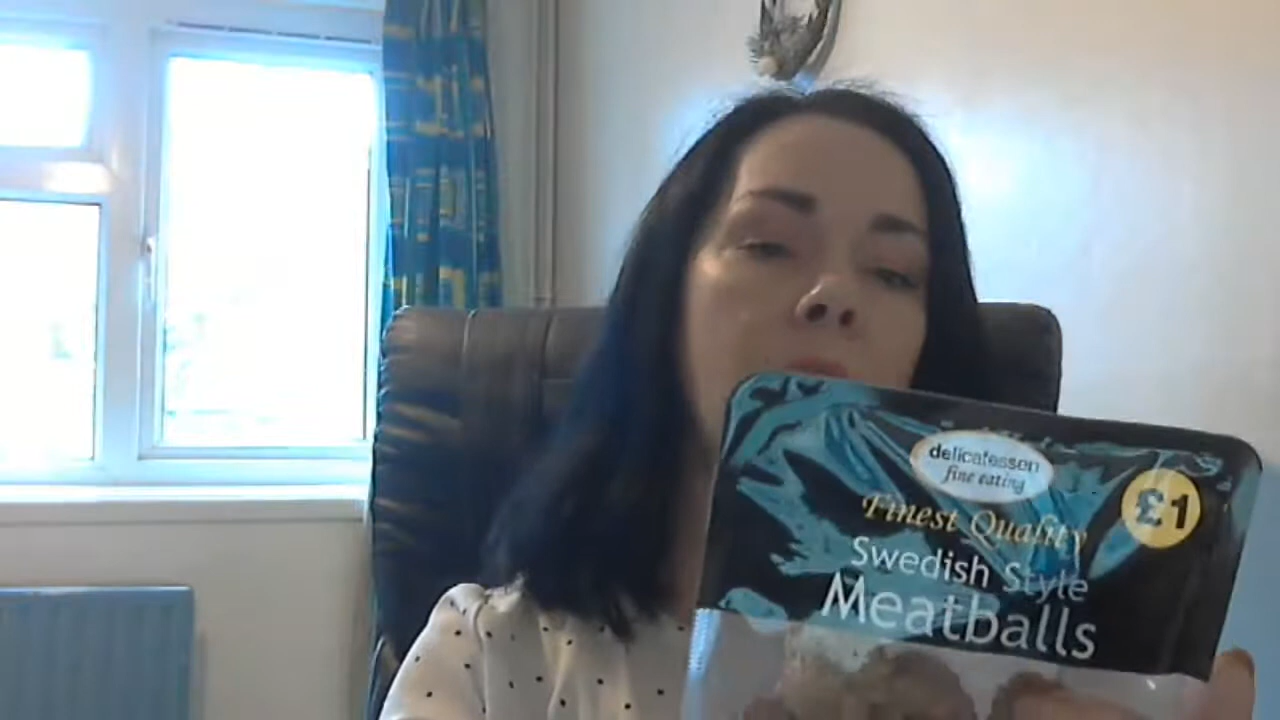 delicatessen
fine eating
£1
Finest Quality
Swedish Style
Meatballs